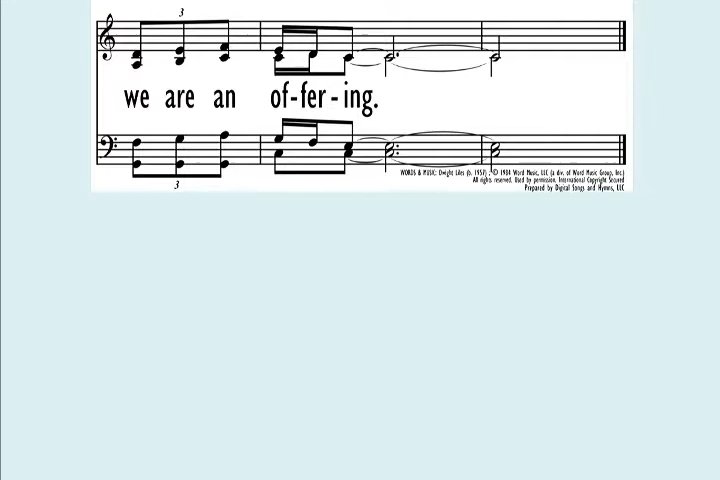 3
we are an of-fer-ing.
3
WORDS & MUSIC: Dwight Liles (b. 1957) ; © 1984 Word Music, LLC (a div. of Word Music Group, Inc.)
All rights reserved. Used by permission. International Copyright Secured
Prepared by Digital Songs and Hymns, LLC